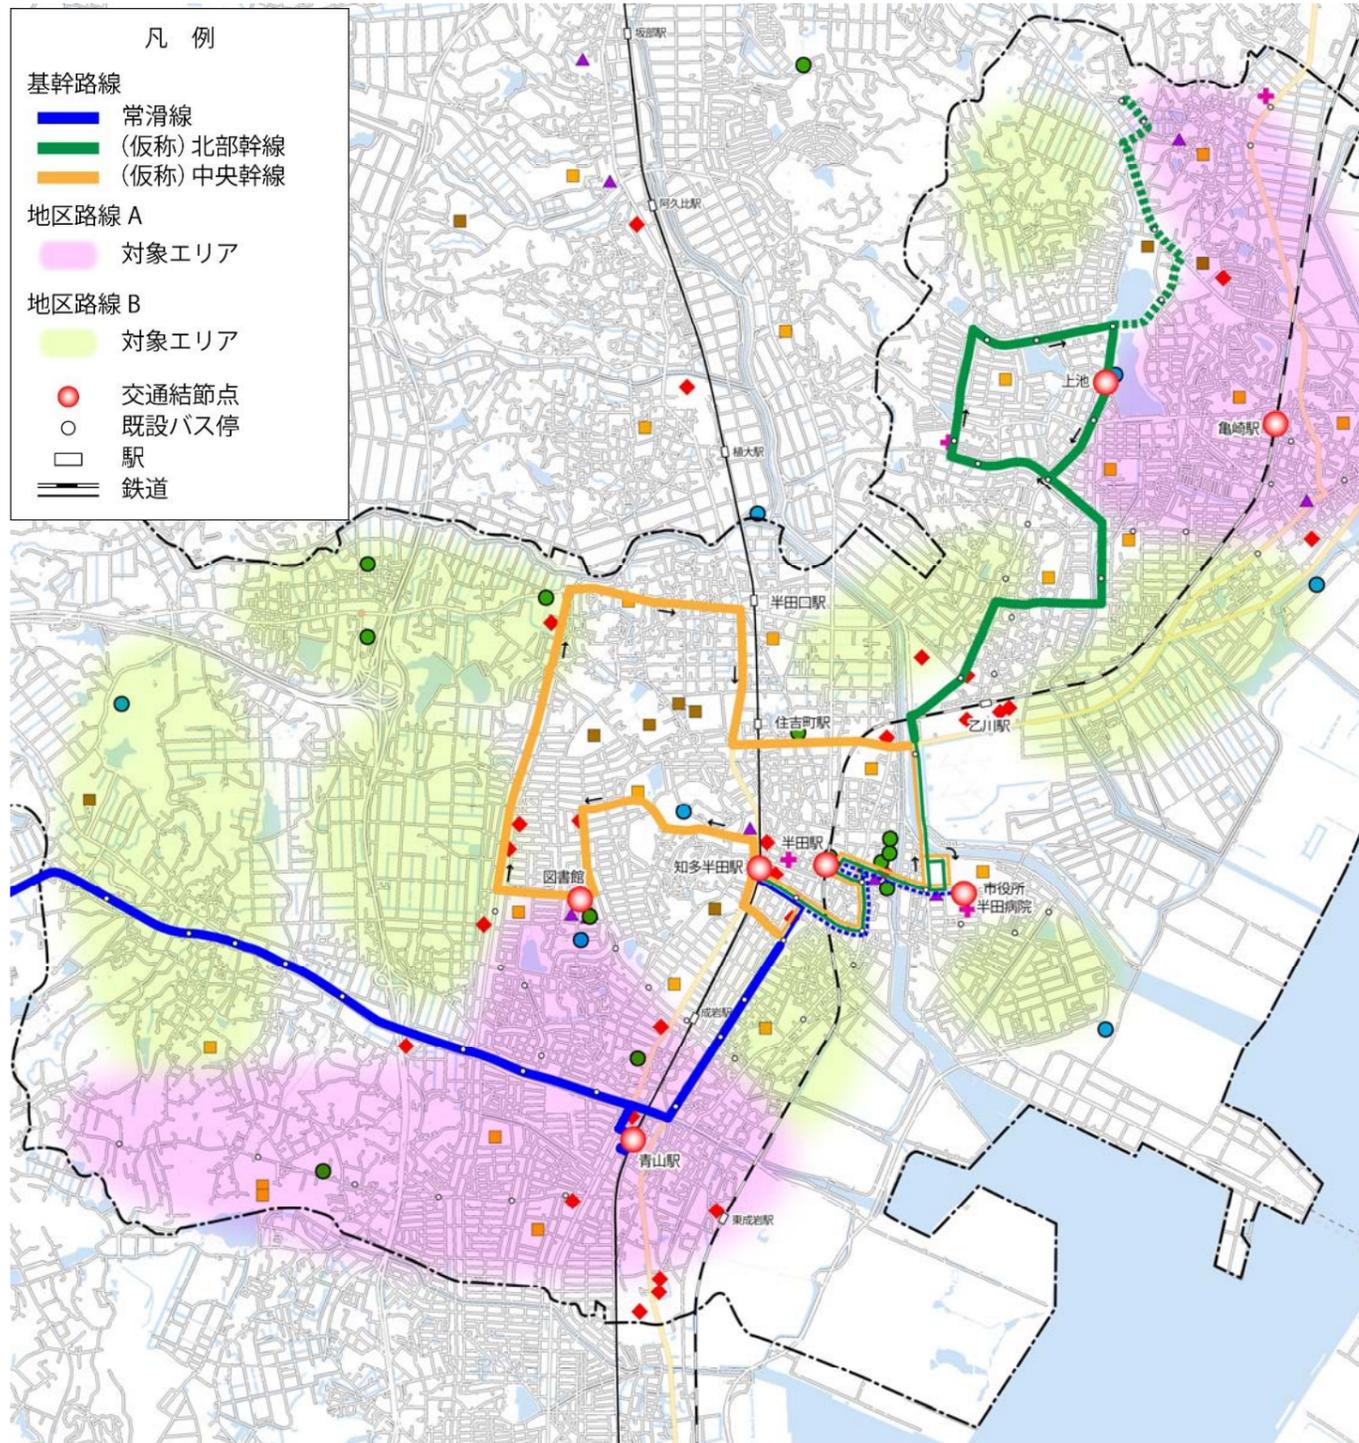 凡 例
基幹路線
常滑線
(仮称) 北部幹線
(仮称) 中央幹線
地区路線 A
対象エリア
地区路線 B
対象エリア
交通結節点
既設バス停
駅
鉄道
坂部駅
阿久比駅
植大駅
上池
亀崎駅
半田口駅
住吉町駅
乙川駅
知多半田駅
半田駅
図書館
市役所
半田病院
成岩駅
青山駅
東成岩駅